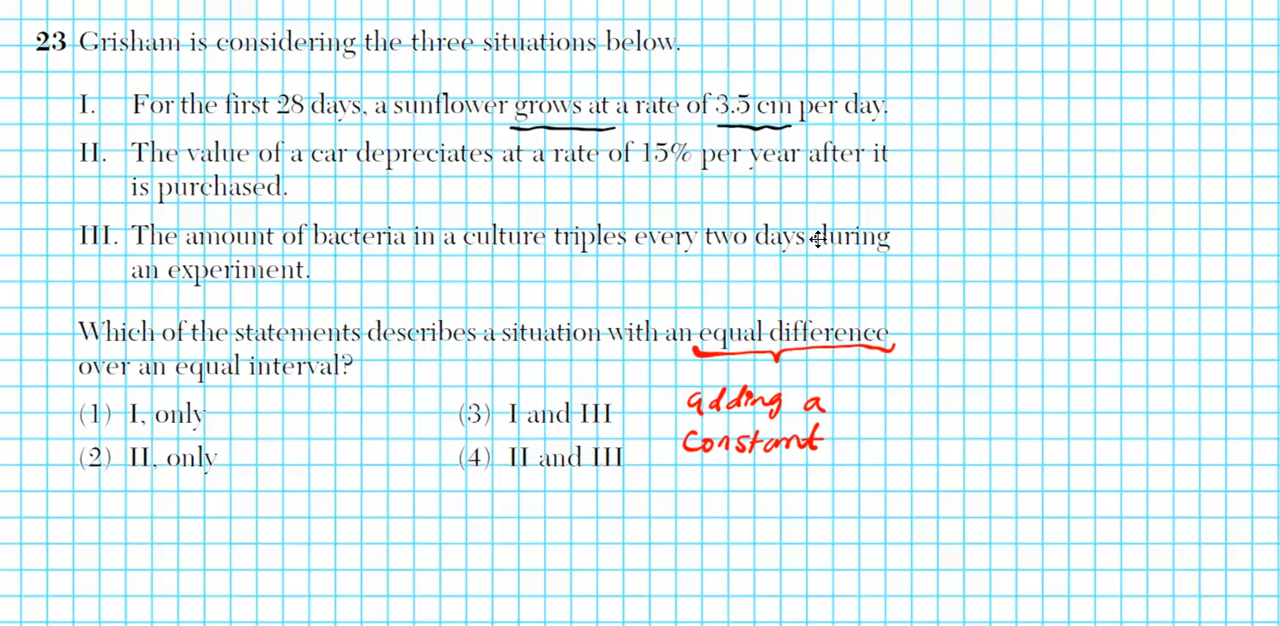 23 Grisham is considering the three situations below.
I. For the first 28 days, a sunflower grows at a rate of 3.5 cm per day.
II. The value of a car depreciates at a rate of 15% per year after it
is purchased.
III. The amount of bacteria in a culture triples every two days during
an experiment.
Which of the statements describes a situation with an equal difference
over an equal interval?
(1) I, only
(3) I and III
(2) II, only
(4) II and III
adding a
constant